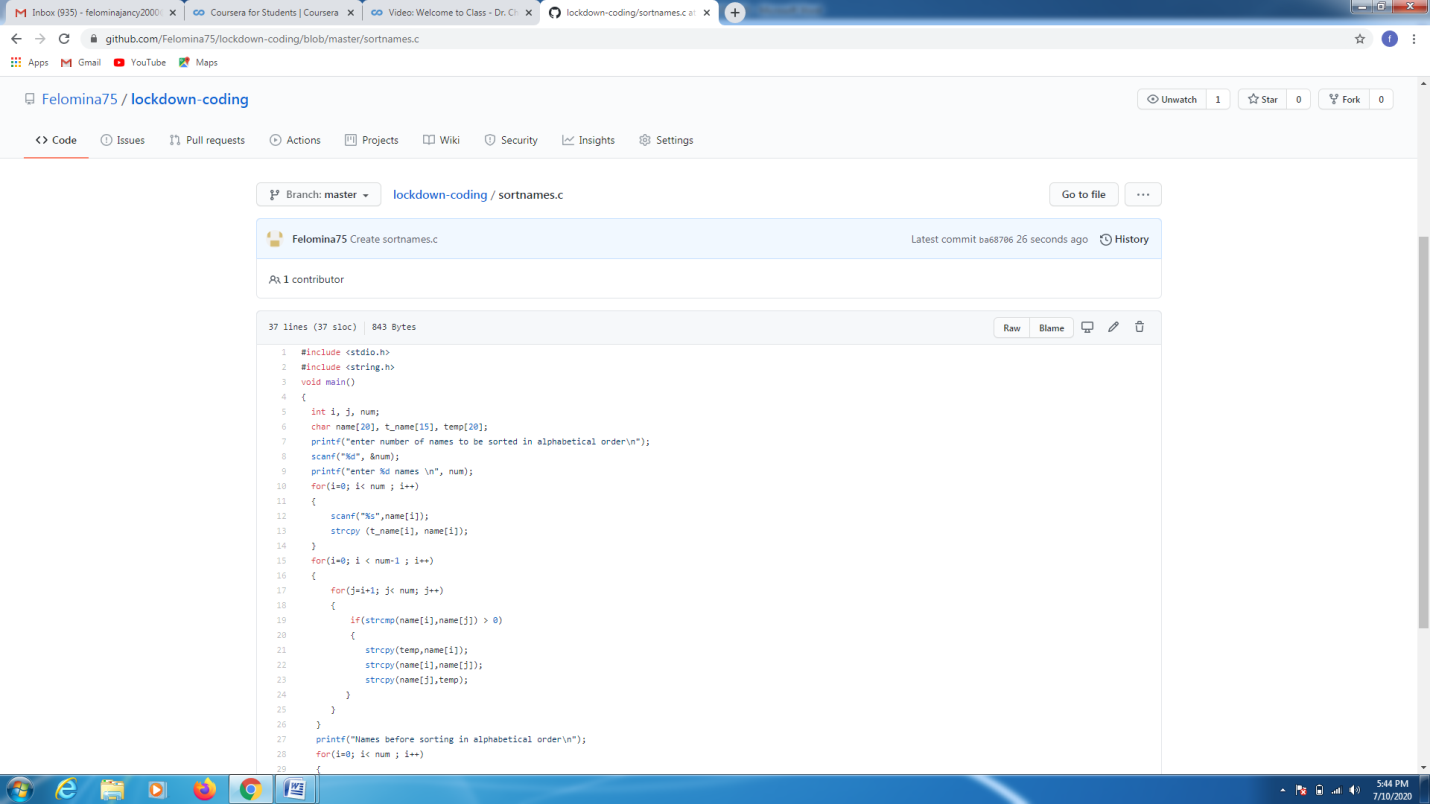 Inbox (935) - felominajancy2000
Coursera for Students | Coursera
Video: Welcome to Class - Dr. Ch
lockdown-coding/sortnames.c at
github.com/Felomina75/lockdown-coding/blob/master/sortnames.c
f
Apps Gmail YouTube Maps
Felomina75 / lockdown-coding
Unwatch 1 Star 0 Fork 0
Code Issues Pull requests Actions Projects Wiki Security Insights Settings
Branch: master lockdown-coding / sortnames.c Go to file ...
Felomina75 Create sortnames.c Latest commit ba68706 26 seconds ago History
1 contributor
37 lines (37 sloc) 843 Bytes Raw Blame
1 #include <stdio.h>
2 #include <string.h>
3 void main()
4 {
5 int i, j, num;
6 char name[20], t_name[15], temp[20];
7 printf("enter number of names to be sorted in alphabetical order\n");
8 scanf("%d", &num);
9 printf("enter %d names \n", num);
10 for(i=0; i< num ; i++)
11 {
12 scanf("%s",name[i]);
13 strcpy (t_name[i], name[i]);
14 }
15 for(i=0; i < num-1 ; i++)
16 {
17 for(j=i+1; j< num; j++)
18 {
19 if(strcmp(name[i],name[j]) > 0)
20 {
21 strcpy(temp,name[i]);
22 strcpy(name[i],name[j]);
23 strcpy(name[j],temp);
24 }
25 }
26 }
27 printf("Names before sorting in alphabetical order\n");
28 for(i=0; i< num ; i++)
29 {
5:44 PM
7/10/2020